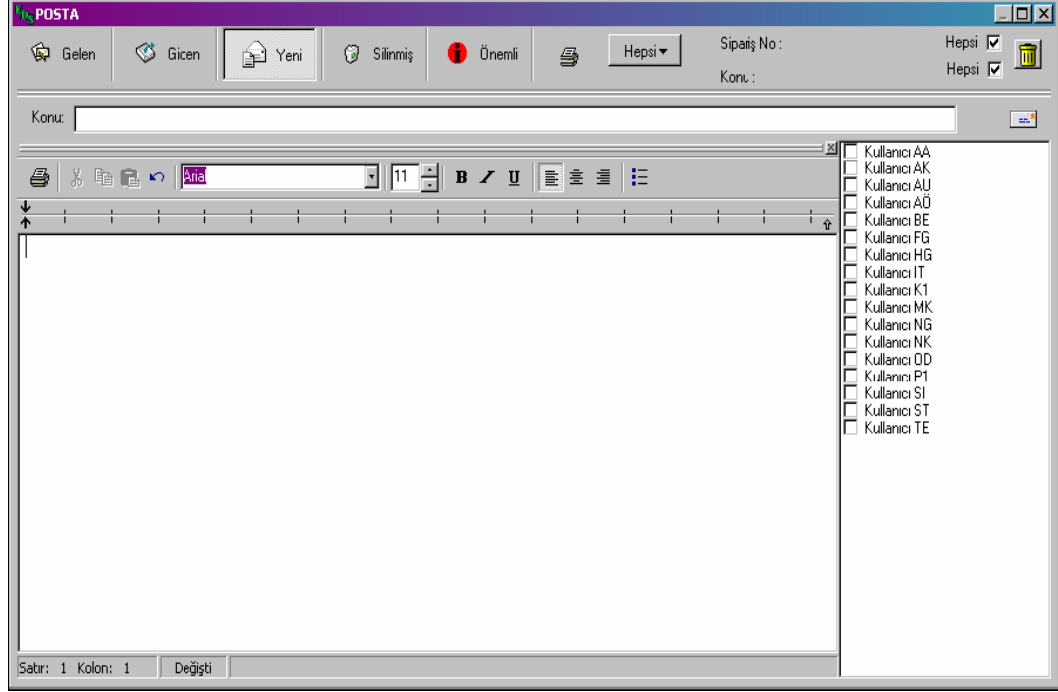 FDS POSTA
Gelen Gicen Yeni Silinmiş Önemli Hepsi Sipariş No : Hepsi
Konu : Hepsi
Konu:
Arial 11 B I U
Kullanıcı AA
Kullanıcı AK
Kullanıcı AU
Kullanıcı AÖ
Kullanıcı BE
Kullanıcı FG
Kullanıcı HG
Kullanıcı IT
Kullanıcı K1
Kullanıcı MK
Kullanıcı NG
Kullanıcı NK
Kullanıcı OD
Kullanıcı P1
Kullanıcı SI
Kullanıcı ST
Kullanıcı TE
Satır: 1 Kolon: 1 Değişti